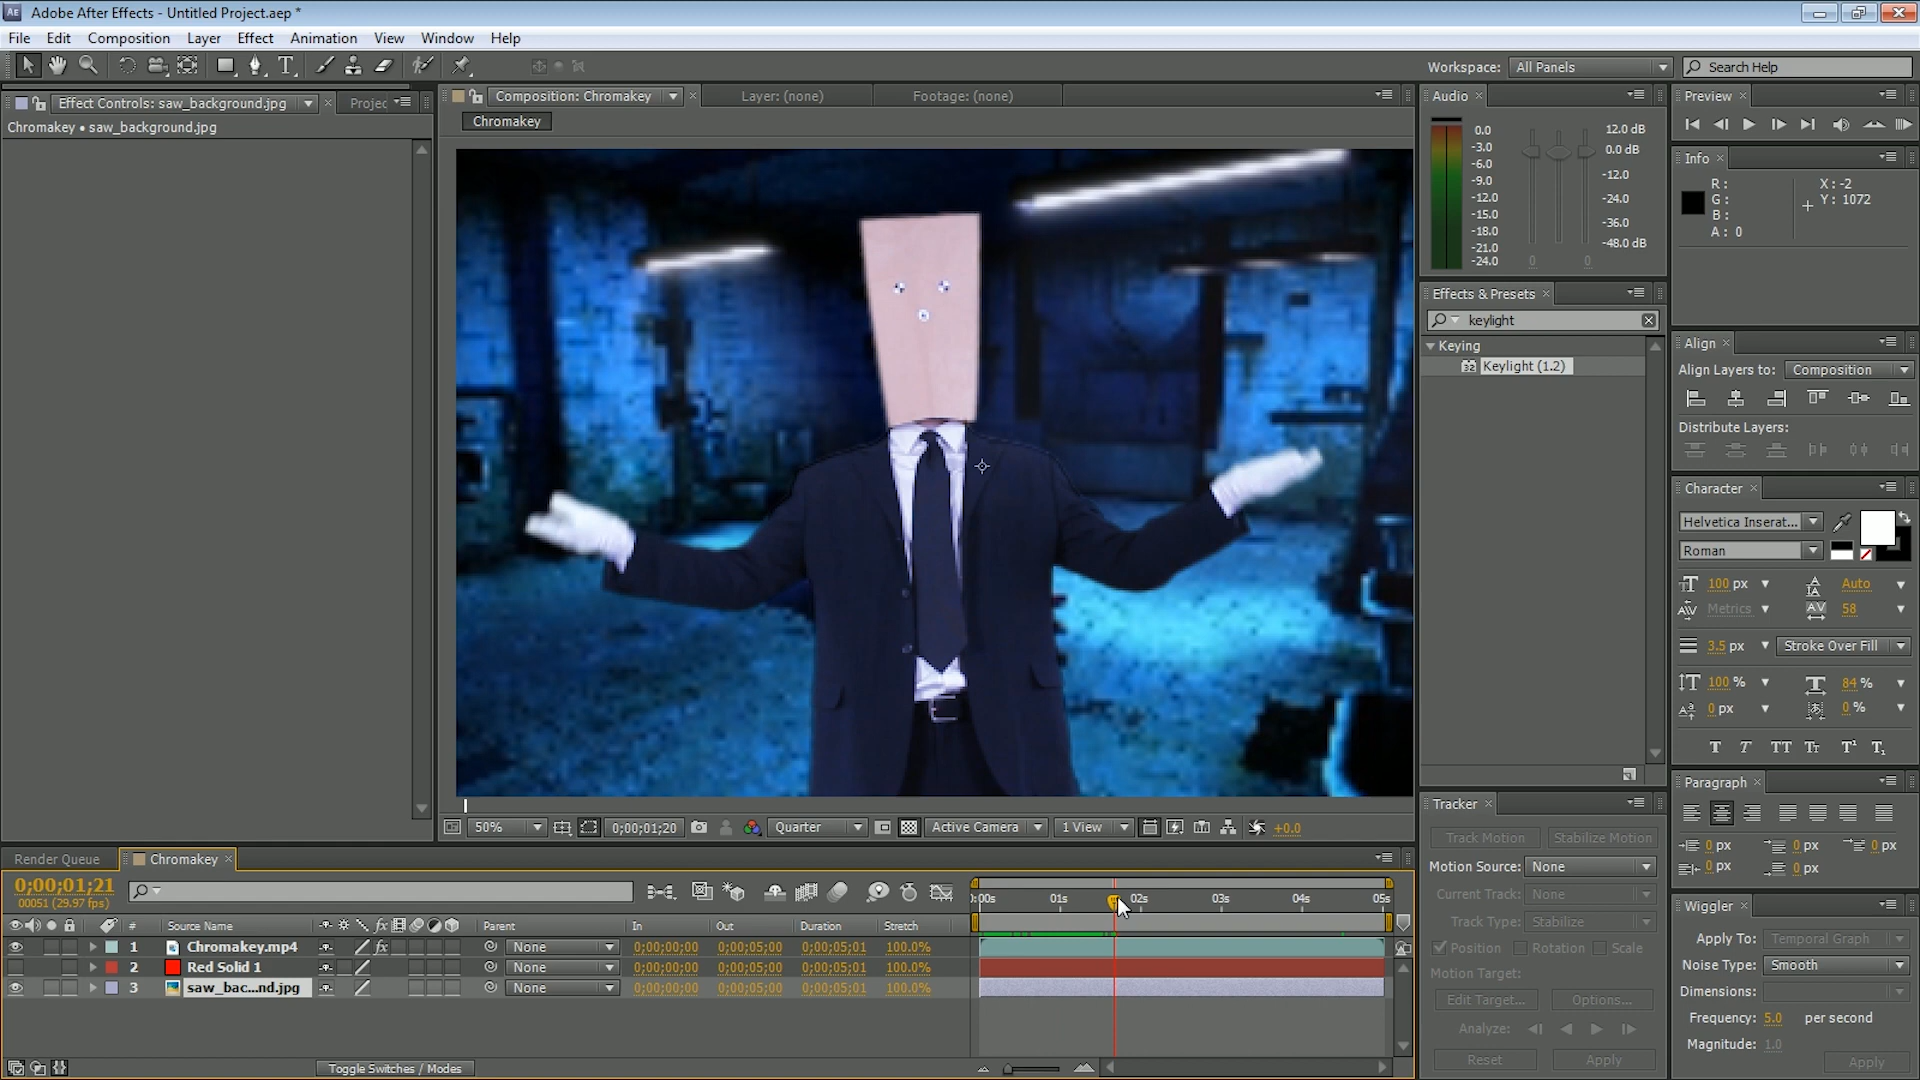 Adobe After Effects - Untitled Project.aep *
File Edit Composition Layer Effect Animation View Window Help
Workspace: All Panels Search Help
Effect Controls: saw_background.jpg Projec
Chromakey • saw_background.jpg
Composition: Chromakey Layer: (none) Footage: (none)
Chromakey
50% 0;00;01;20 Quarter Active Camera 1 View +0.0
Audio
0.0
-3.0
-6.0
-9.0
-12.0
-15.0
-18.0
-21.0
-24.0
12.0 dB
0.0 dB
-12.0
-24.0
-36.0
-48.0 dB
0 0
Effects & Presets
keylight
Keying
32 Keylight (1.2)
Tracker
Track Motion Stabilize Motion
Motion Source: None
Current Track: None
Track Type: Stabilize
Position Rotation Scale
Motion Target:
Edit Target... Options...
Analyze:
Reset Apply
Preview
Info
R : X : -2
G : Y : 1072
B :
A : 0
Align
Align Layers to: Composition
Distribute Layers:
Character
Helvetica Inserat...
Roman
100 px Auto
Metrics 58
3.5 px Stroke Over Fill
100 % 84 %
0 px 0 %
T T TT Tt T¹ T₁
Paragraph
0 px 0 px 0 px
0 px 0 px
Wiggler
Apply To: Temporal Graph
Noise Type: Smooth
Dimensions:
Frequency: 5.0 per second
Magnitude: 1.0
Apply
Render Queue Chromakey
0;00;01;21
00051 (29.97 fps)
0:00s 01s 02s 03s 04s 05s
# Source Name Parent In Out Duration Stretch
1 Chromakey.mp4 fx None 0;00;00;00 0;00;05;00 0;00;05;01 100.0%
2 Red Solid 1 None 0;00;00;00 0;00;05;00 0;00;05;01 100.0%
3 saw_bac...nd.jpg None 0;00;00;00 0;00;05;00 0;00;05;01 100.0%
Toggle Switches / Modes